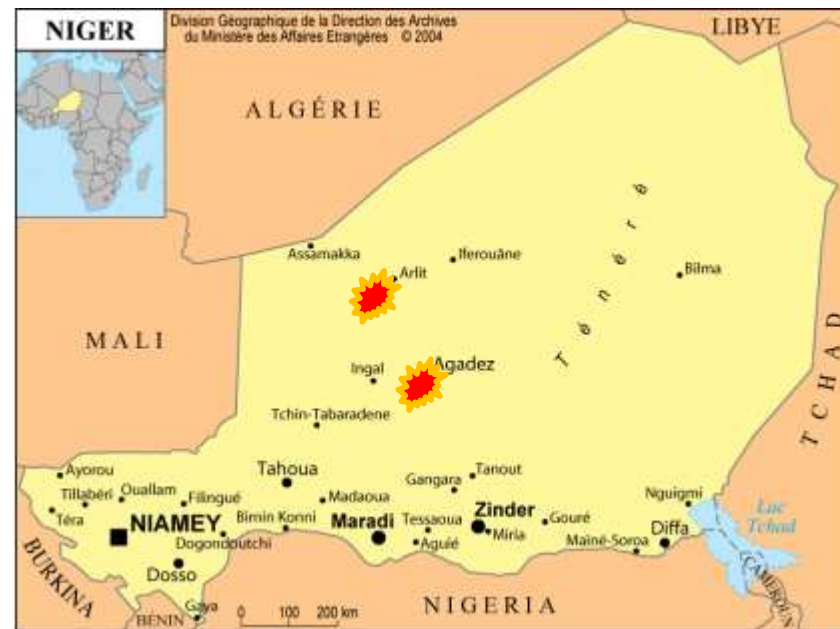 NIGER
Division Géographique de la Direction des Archives
du Ministère des Affaires Etrangères © 2004
LIBYE
ALGÉRIE
Assamakka
Iferouâne
Arlit
Bilma
Ténéré
MALI
TCHAD
Ingal
Agadez
Tchin-Tabaradene
Ayorou
Tahoua
Tanout
Gangara
Tillabéri
Ouallam
Filingué
Madaoua
Nguigmi
Lac
Tchad
Téra
NIAMEY
Birnin Konni
Maradi
Tessaoua
Zinder
Gouré
Diffa
Dogondoutchi
Aguié
Miria
Maïné-Soroa
BURKINA
Dosso
CAMEROUN
Gaya
BÉNIN
0 100 200 km
NIGERIA